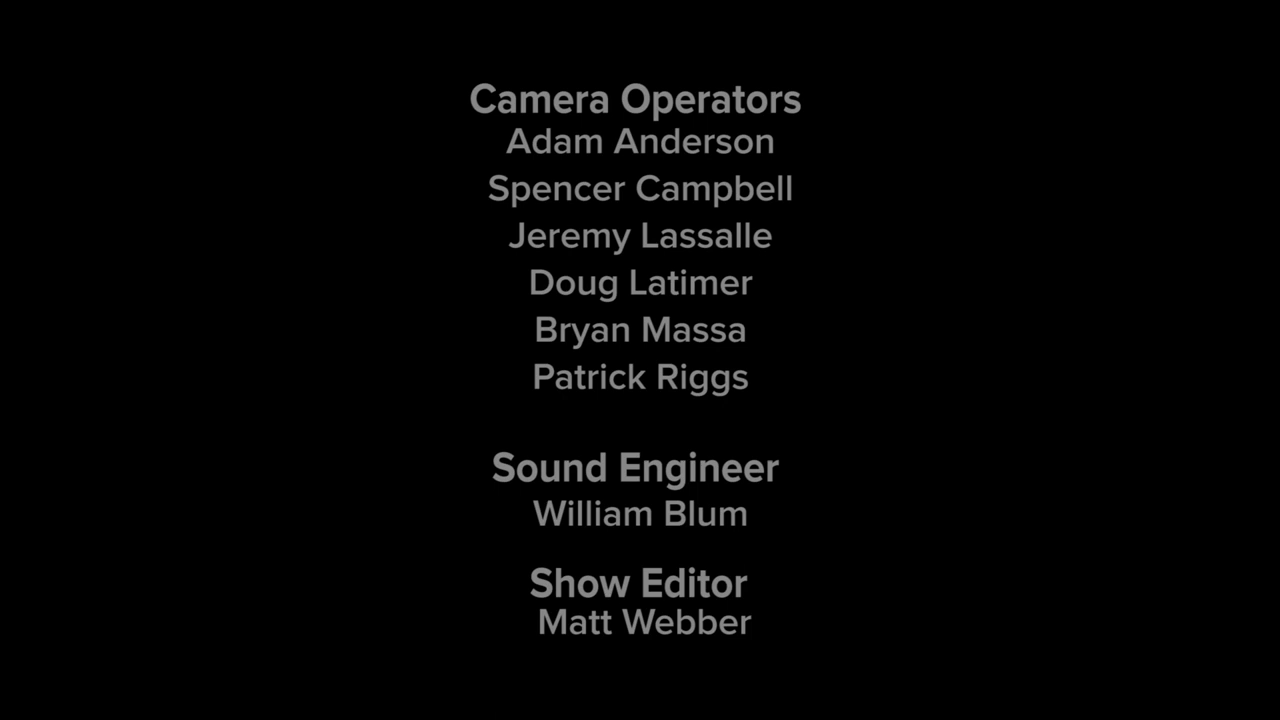 Camera Operators
Adam Anderson
Spencer Campbell
Jeremy Lassalle
Doug Latimer
Bryan Massa
Patrick Riggs
Sound Engineer
William Blum
Show Editor
Matt Webber